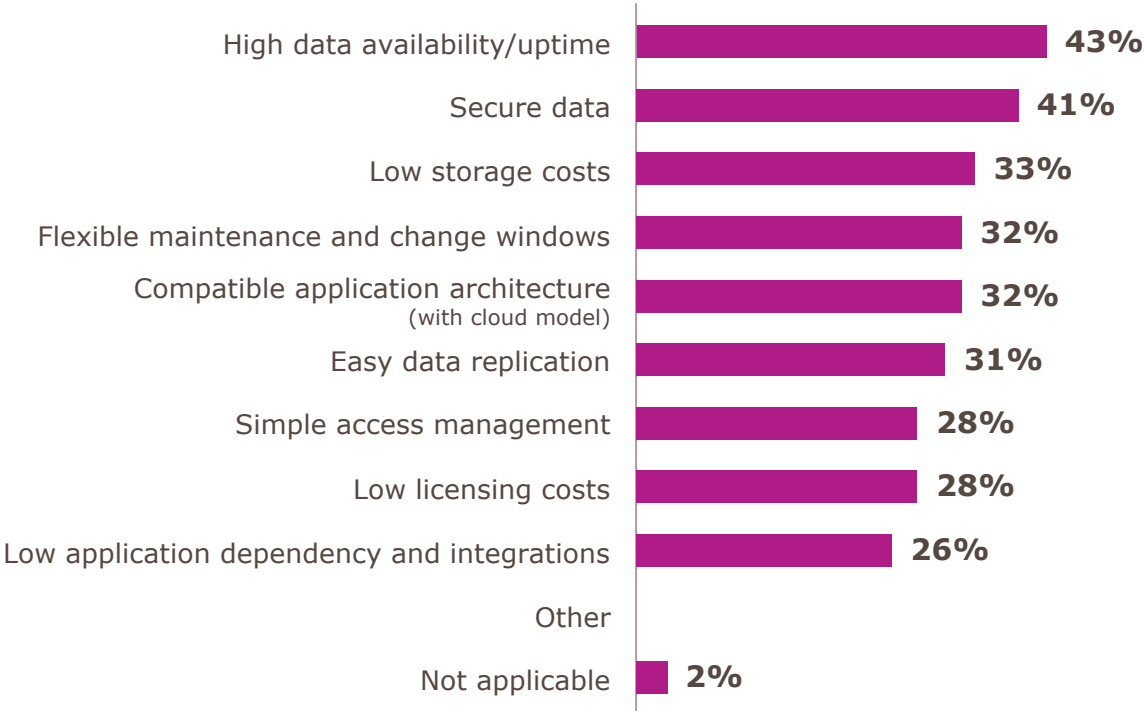 High data availability/uptime 43%
Secure data 41%
Low storage costs 33%
Flexible maintenance and change windows 32%
Compatible application architecture
(with cloud model) 32%
Easy data replication 31%
Simple access management 28%
Low licensing costs 28%
Low application dependency and integrations 26%
Other
Not applicable 2%